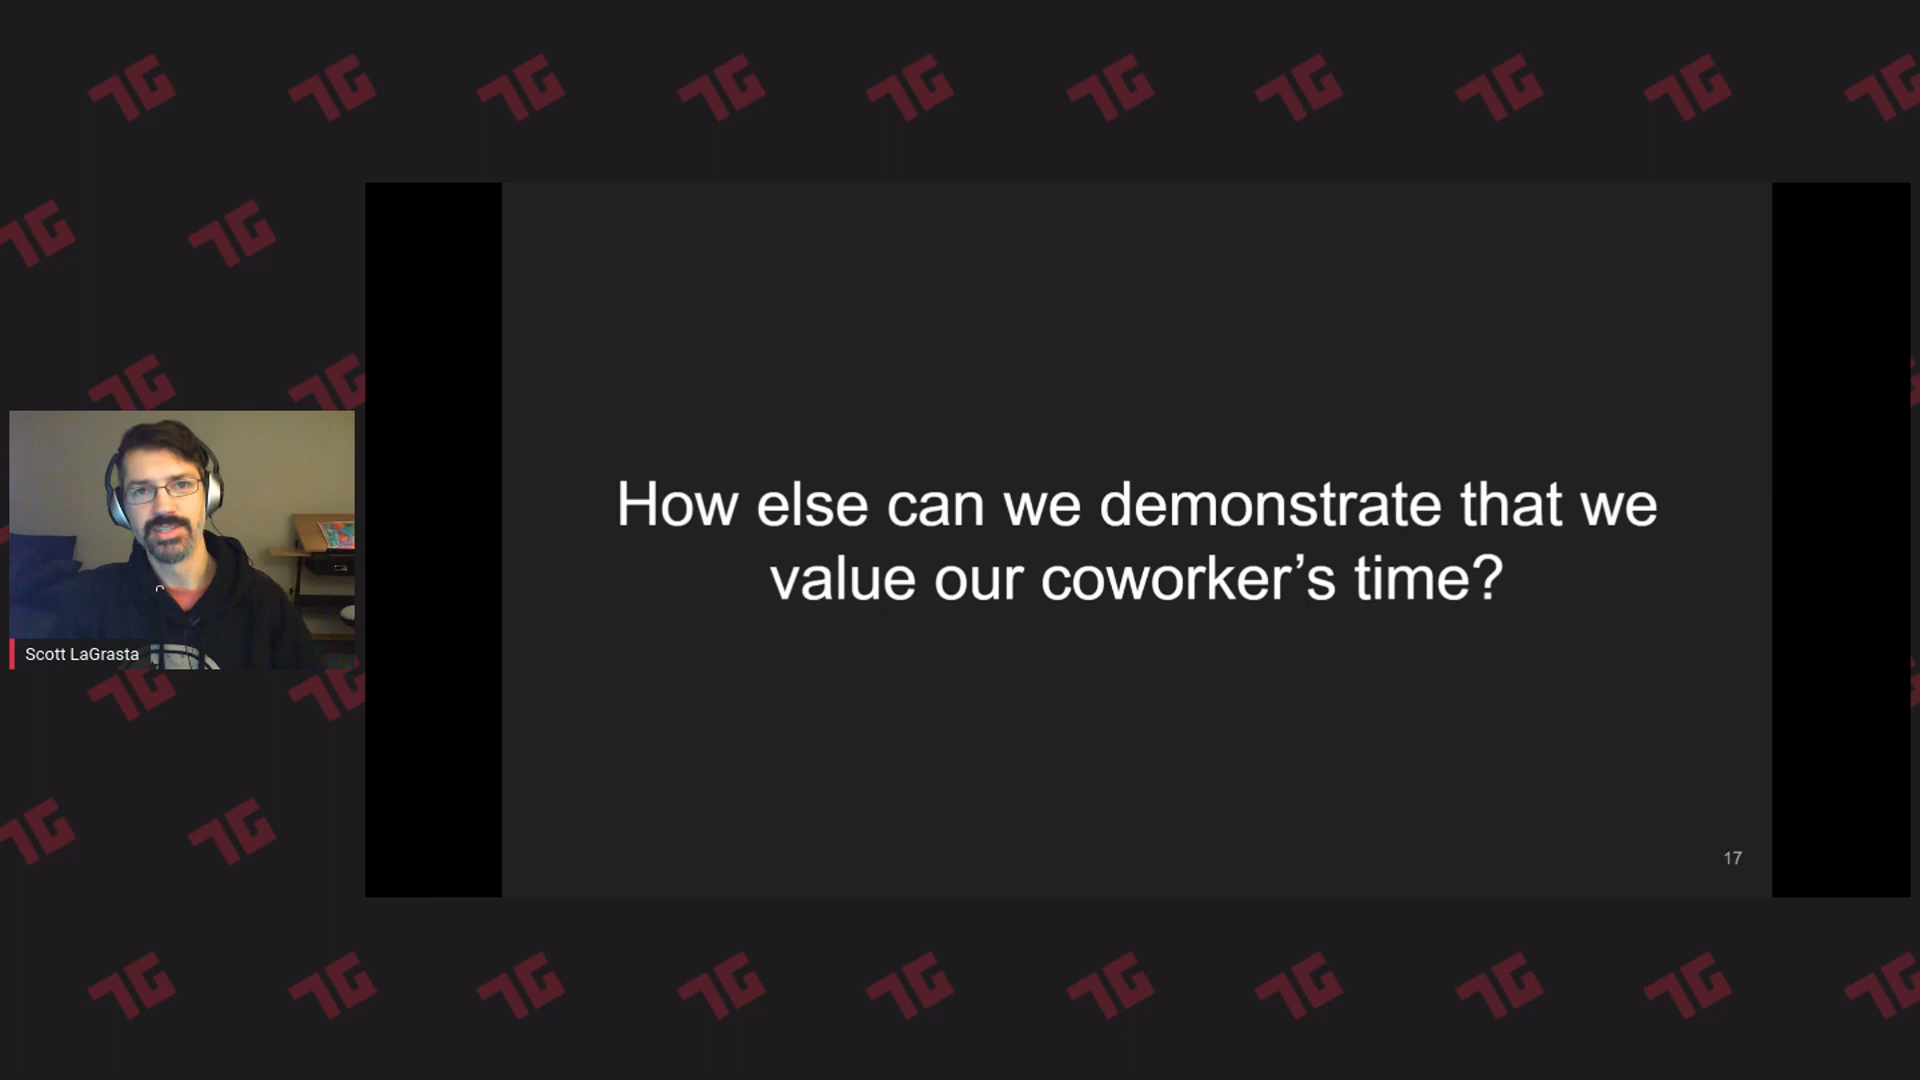 How else can we demonstrate that we
value our coworker’s time?
Scott LaGrasta
17